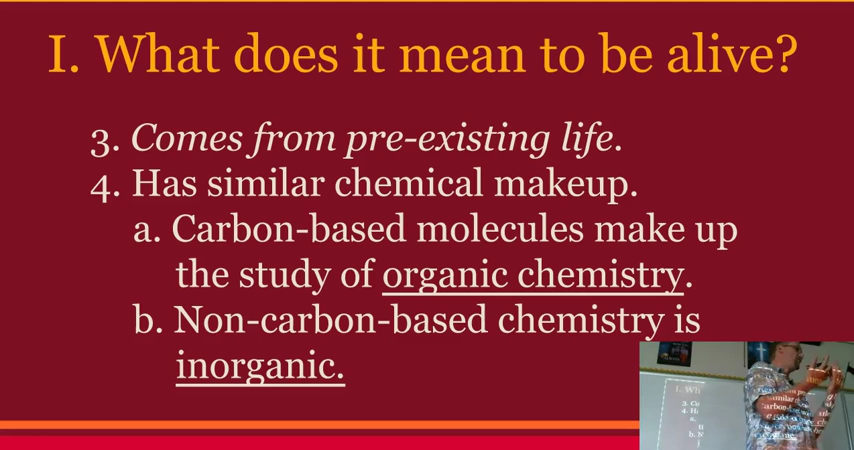 I. What does it mean to be alive?
3. Comes from pre-existing life.
4. Has similar chemical makeup.
a. Carbon-based molecules make up
the study of organic chemistry.
b. Non-carbon-based chemistry is
inorganic.